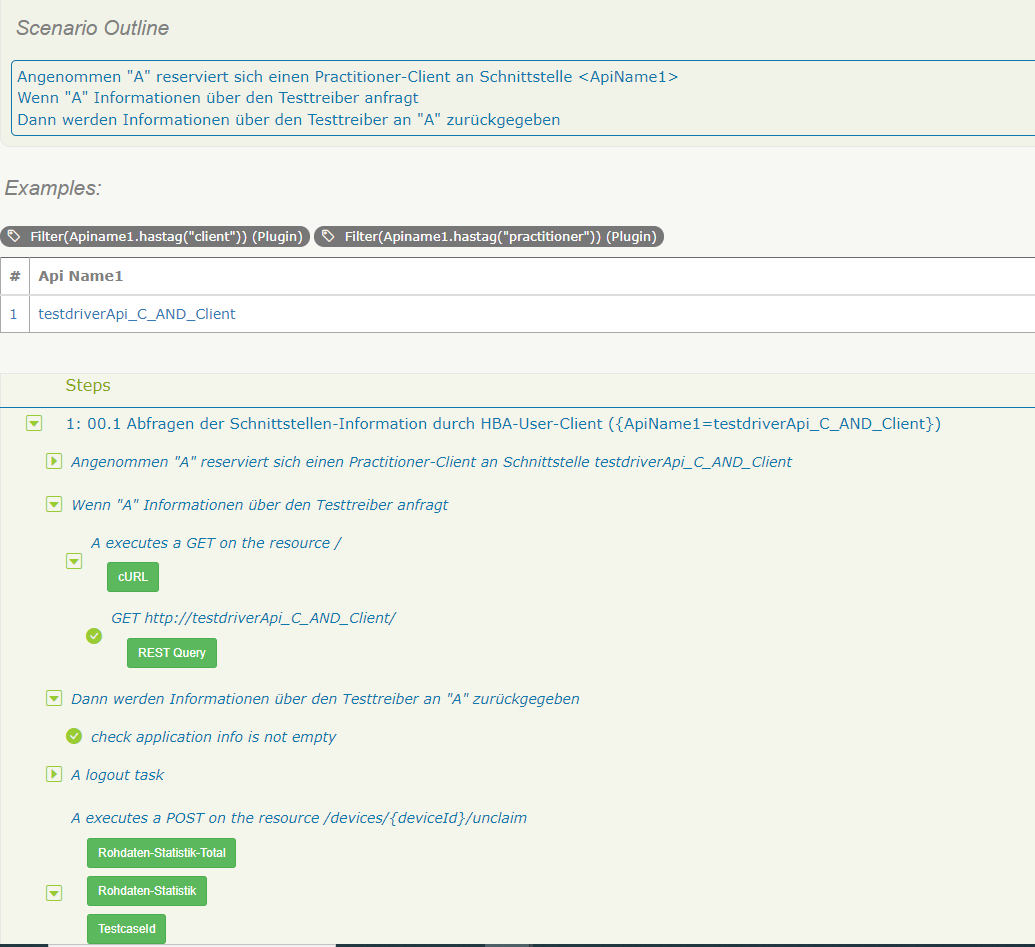 Scenario Outline
Angenommen "A" reserviert sich einen Practitioner-Client an Schnittstelle <ApiName1>
Wenn "A" Informationen über den Testtreiber anfragt
Dann werden Informationen über den Testtreiber an "A" zurückgegeben
Examples:
Filter(Apiname1.hastag("client")) (Plugin) Filter(Apiname1.hastag("practitioner")) (Plugin)
# Api Name1
1 testdriverApi_C_AND_Client
Steps
1: 00.1 Abfragen der Schnittstellen-Information durch HBA-User-Client ({ApiName1=testdriverApi_C_AND_Client})
Angenommen "A" reserviert sich einen Practitioner-Client an Schnittstelle testdriverApi_C_AND_Client
Wenn "A" Informationen über den Testtreiber anfragt
A executes a GET on the resource /
cURL
GET http://testdriverApi_C_AND_Client/
REST Query
Dann werden Informationen über den Testtreiber an "A" zurückgegeben
check application info is not empty
A logout task
A executes a POST on the resource /devices/{deviceId}/unclaim
Rohdaten-Statistik-Total
Rohdaten-Statistik
TestcaseId